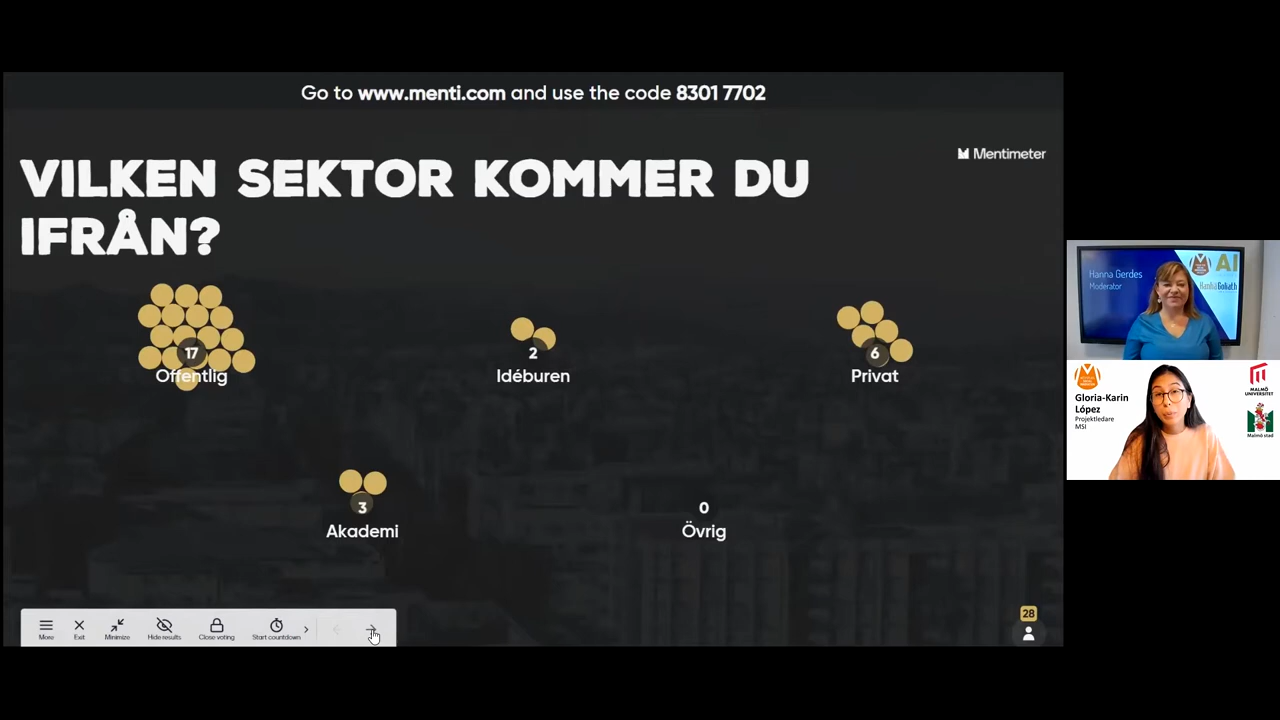 Go to www.menti.com and use the code 8301 7702
Mentimeter
VILKEN SEKTOR KOMMER DU
IFRÅN?
17
Offentlig
2
Idéburen
6
Privat
3
Akademi
0
Övrig
More
Exit
Minimize
Hide results
Close voting
Start countdown
28
Hanna Gerdes
Moderator
AI
Goliath
Gloria-Karin
López
Projektledare
MSI
MALMÖ
UNIVERSITET
Malmö stad